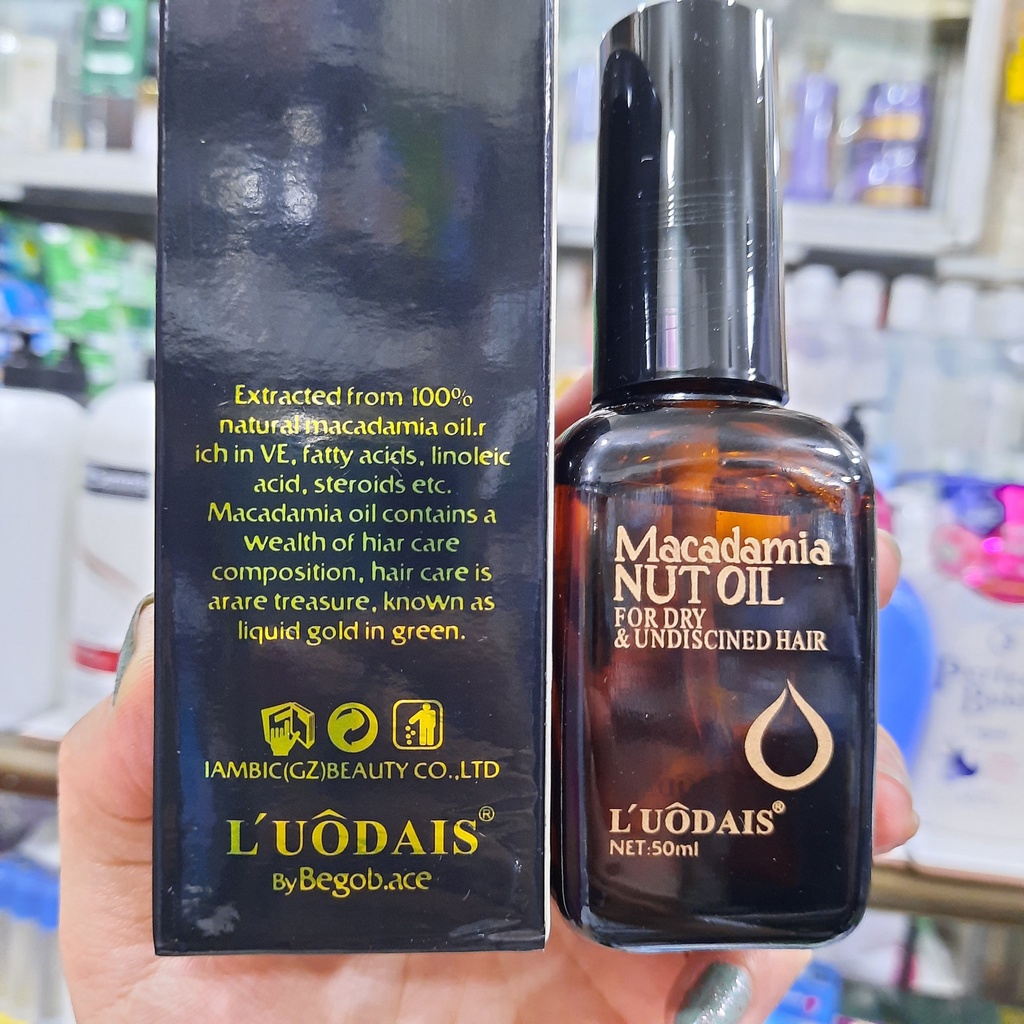 Extracted from 100%
natural macadamia oil.r
ich in VE, fatty acids, linoleic
acid, steroids etc.
Macadamia oil contains a
wealth of hiar care
composition, hair care is
arare treasure, known as
liquid gold in green.
IAMBIC(GZ)BEAUTY CO.,LTD
L´UÔDAIS®
By Begob.ace
Macadamia
NUT OIL
FOR DRY
& UNDISCINED HAIR
L´UÔDAIS®
NET:50ml